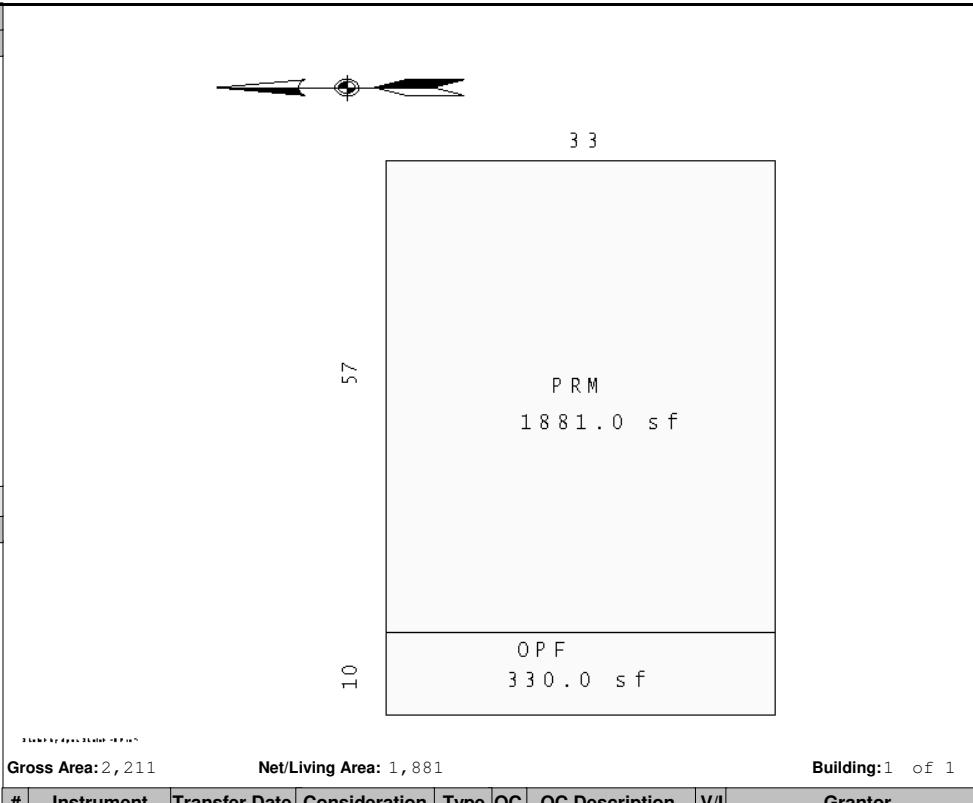 33
57
PRM
1881.0 sf
OPF
330.0 sf
10
Gross Area: 2,211 Net/Living Area: 1,881 Building: 1 of 1
# Instrument Transfer Date Consideration Type QC QC Description V/I Grantor